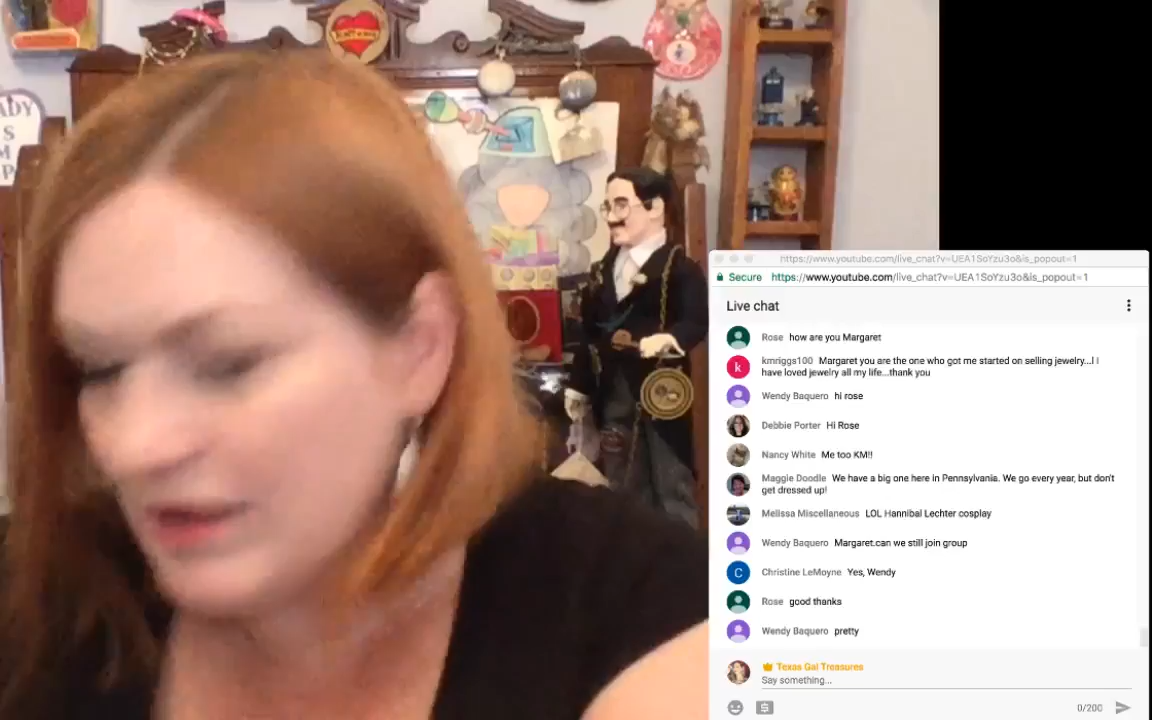 ADY
S
M
P
https://www.youtube.com/live_chat?v=UEA1SoYzu3o&is_popout=1
Secure https://www.youtube.com/live_chat?v=UEA1SoYzu3o&is_popout=1
Live chat
Rose how are you Margaret
kmriggs100 Margaret you are the one who got me started on selling jewelry...I I
have loved jewelry all my life...thank you
Wendy Baquero hi rose
Debbie Porter Hi Rose
Nancy White Me too KM!!
Maggie Doodle We have a big one here in Pennsylvania. We go every year, but don't
get dressed up!
Melissa Miscellaneous LOL Hannibal Lechter cosplay
Wendy Baquero Margaret.can we still join group
C Christine LeMoyne Yes, Wendy
Rose good thanks
Wendy Baquero pretty
Texas Gal Treasures
Say something...
0/200